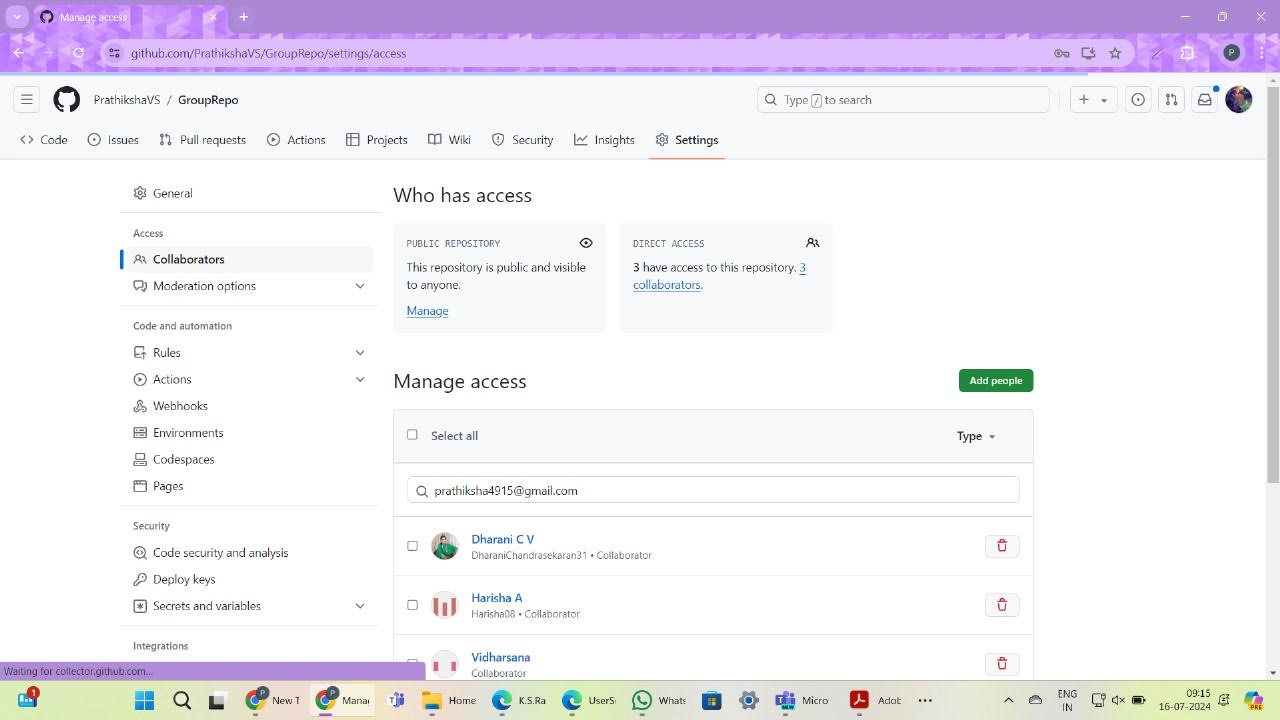 Manage access
github.com/PrathikshaVS/GroupRepo/settings/access
P
PrathikshaVS / GroupRepo
Type / to search
Code
Issues
Pull requests
Actions
Projects
Wiki
Security
Insights
Settings
General
Access
Collaborators
Moderation options
Code and automation
Rules
Actions
Webhooks
Environments
Codespaces
Pages
Security
Code security and analysis
Deploy keys
Secrets and variables
Integrations
Who has access
PUBLIC REPOSITORY
This repository is public and visible
to anyone.
Manage
DIRECT ACCESS
3 have access to this repository. 3
collaborators.
Manage access
Add people
Select all
Type
prathiksha4915@gmail.com
Dharani C V
DharaniChandrasekaran31 • Collaborator
Harisha A
Harisha08 • Collaborator
Vidharsana
Collaborator
Waiting for collector.github.com...
1
P
New T
P
Mana
Home
K.S.Ra
UserS
Whats
NEW
Micro
Adob
ENG
IN
09:15
16-07-2024
PRE